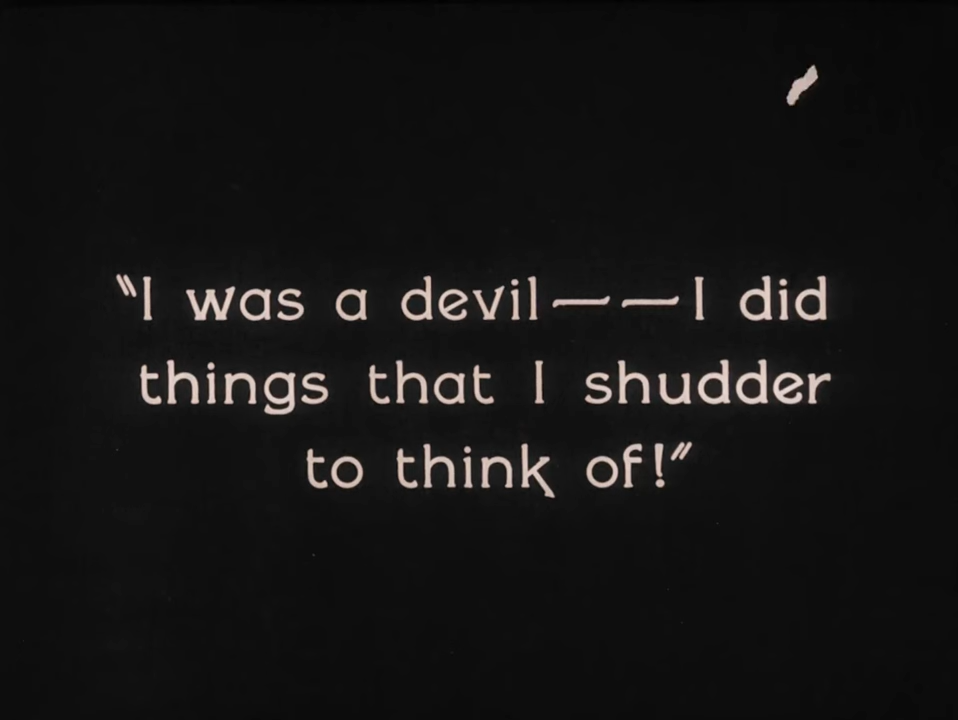 "I was a devil——I did
things that I shudder
to think of!"